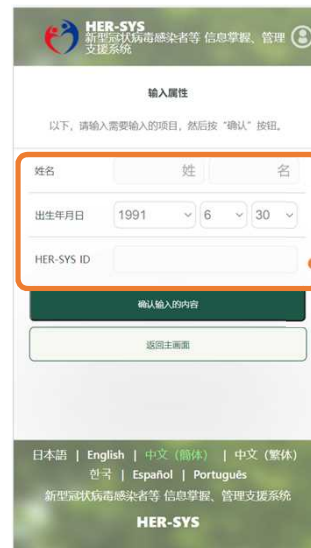 HER-SYS
新型冠状病毒感染者等 信息掌握、管理
支援系统
输入属性
以下，请输入需要输入的项目，然后按“确认”按钮。
姓名 姓 名
出生年月日 1991 6 30
HER-SYS ID
确认输入的内容
返回主画面
日本語 | English | 中文（簡体） | 中文（繁体）
한국 | Español | Português
新型冠状病毒感染者等 信息掌握、管理支援系统
HER-SYS